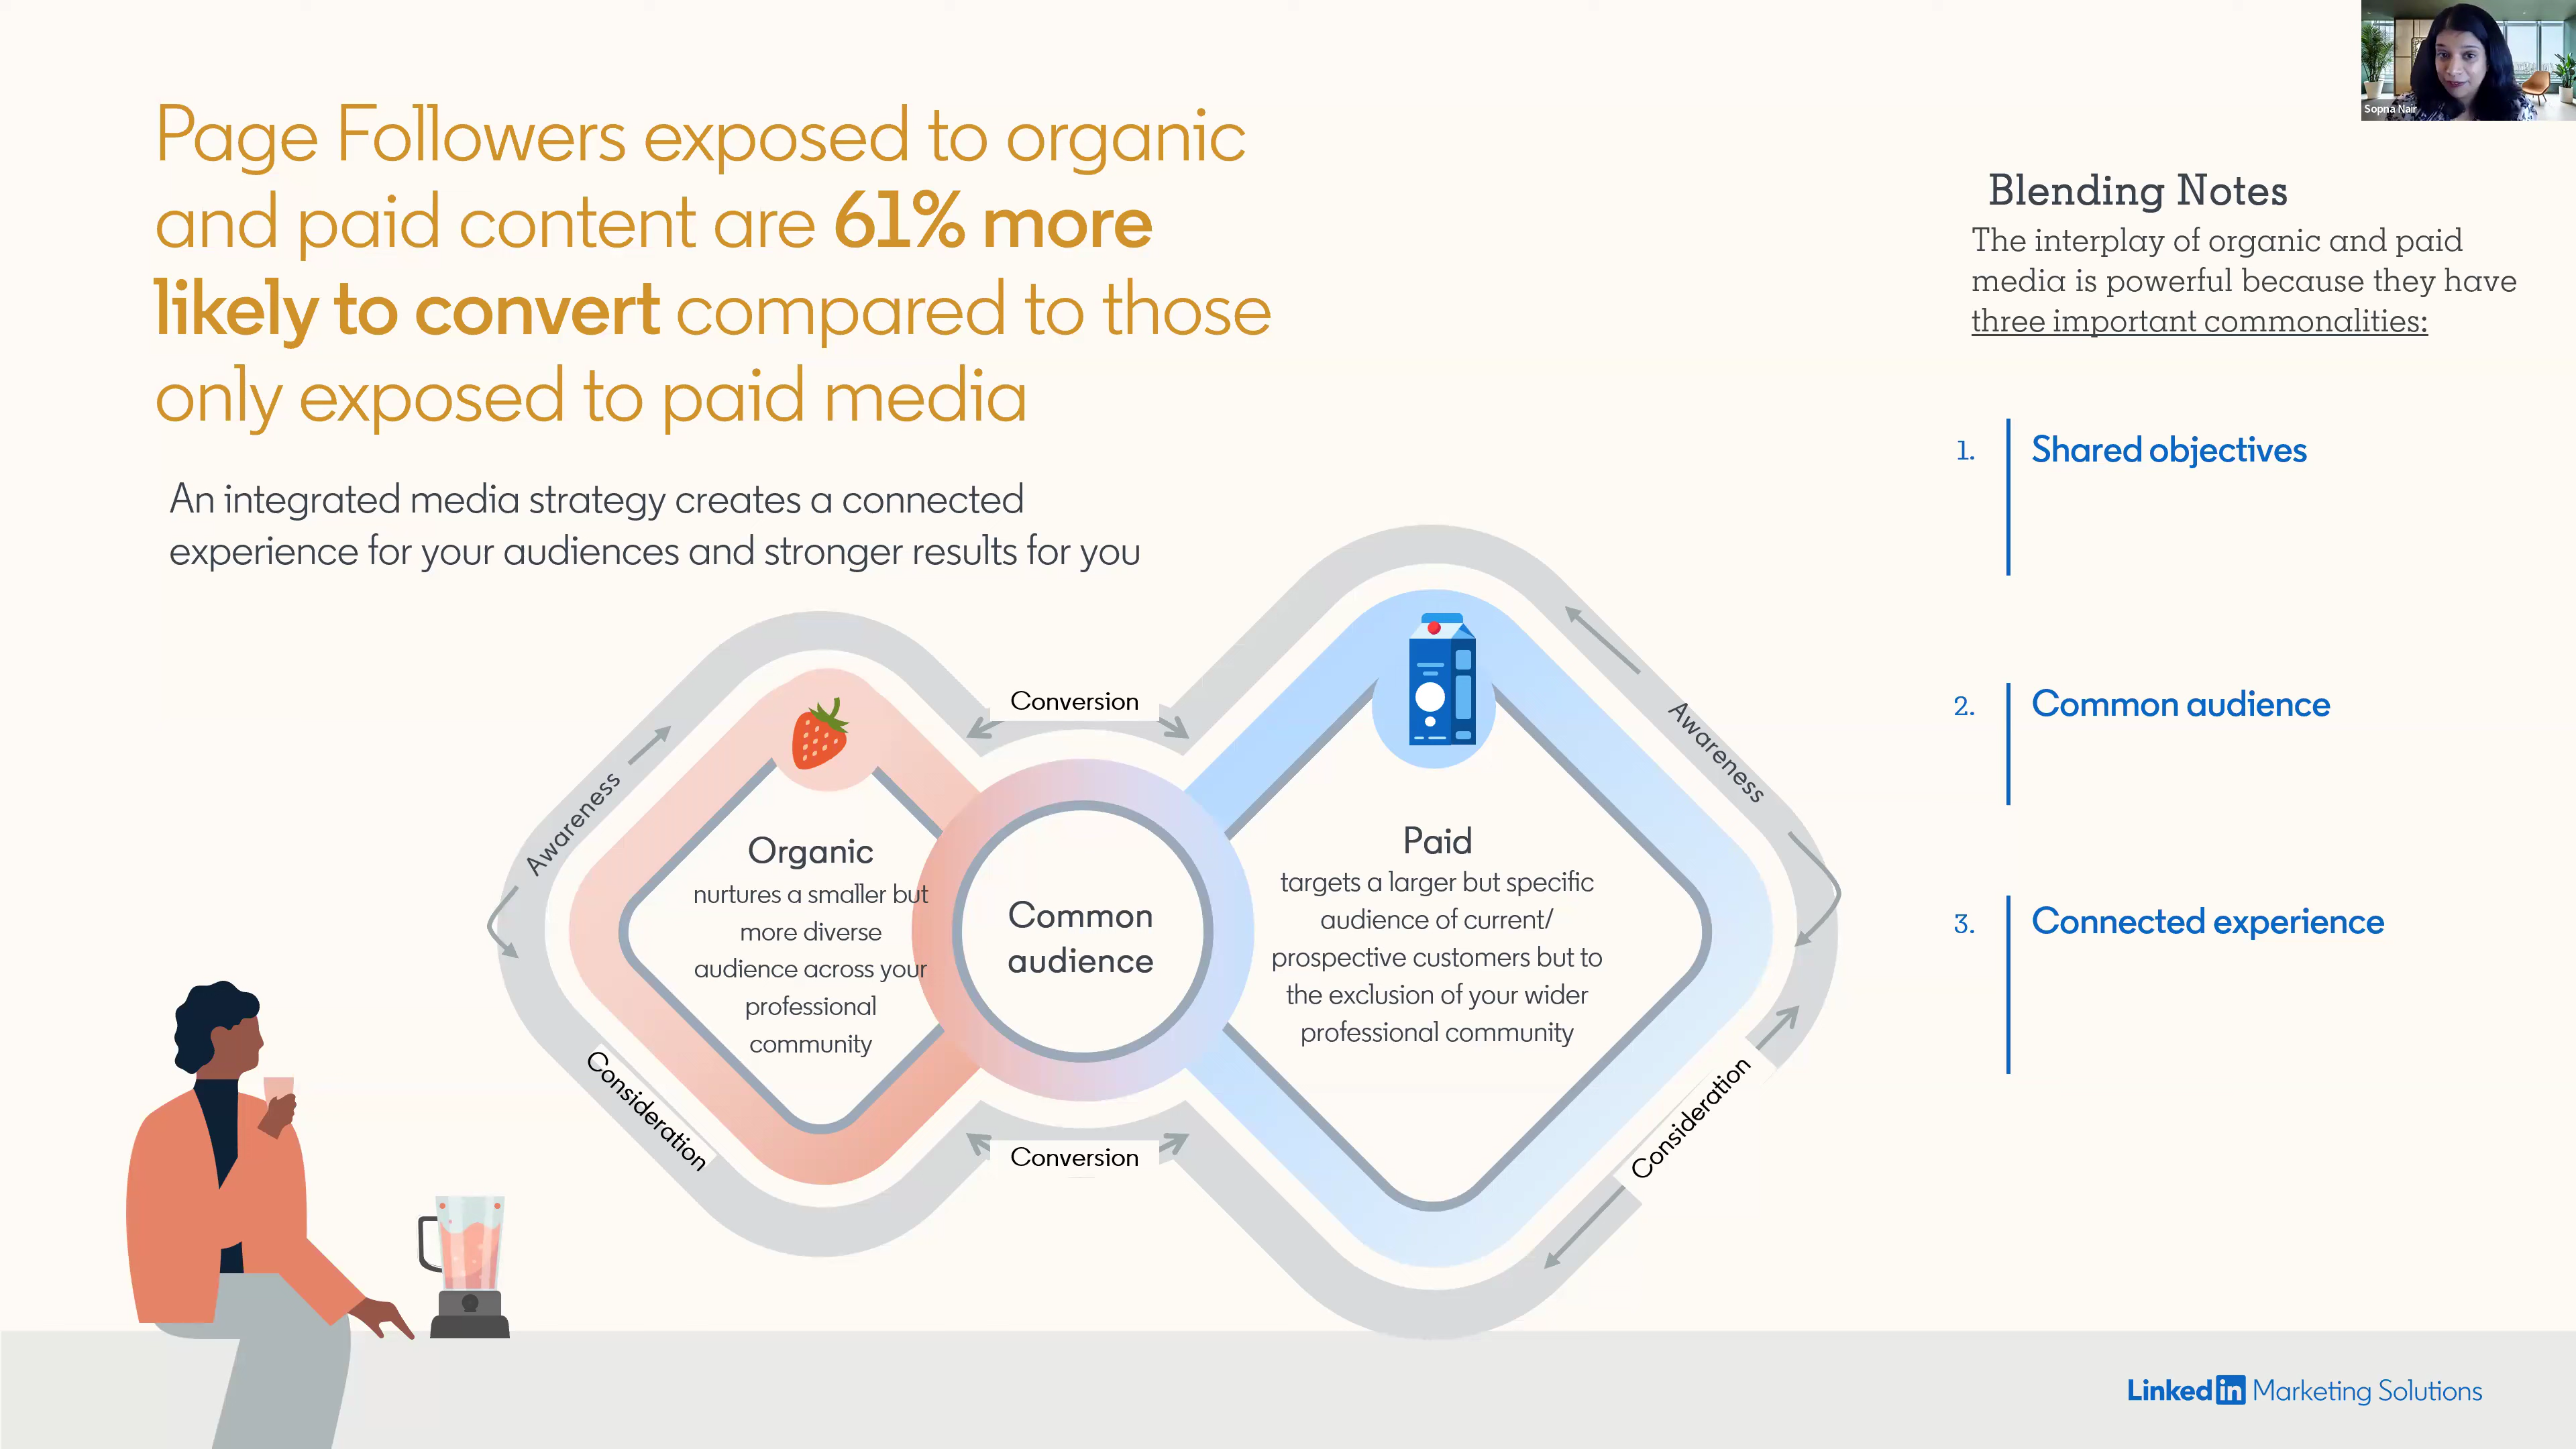 Sopna Nair
Page Followers exposed to organic
and paid content are 61% more
likely to convert compared to those
only exposed to paid media
An integrated media strategy creates a connected
experience for your audiences and stronger results for you
Awareness
Consideration
Conversion
Organic
nurtures a smaller but
more diverse
audience across your
professional
community
Common
audience
Conversion
Paid
targets a larger but specific
audience of current/
prospective customers but to
the exclusion of your wider
professional community
Awareness
Consideration
Blending Notes
The interplay of organic and paid
media is powerful because they have
three important commonalities:
1. Shared objectives
2. Common audience
3. Connected experience
Linked in Marketing Solutions